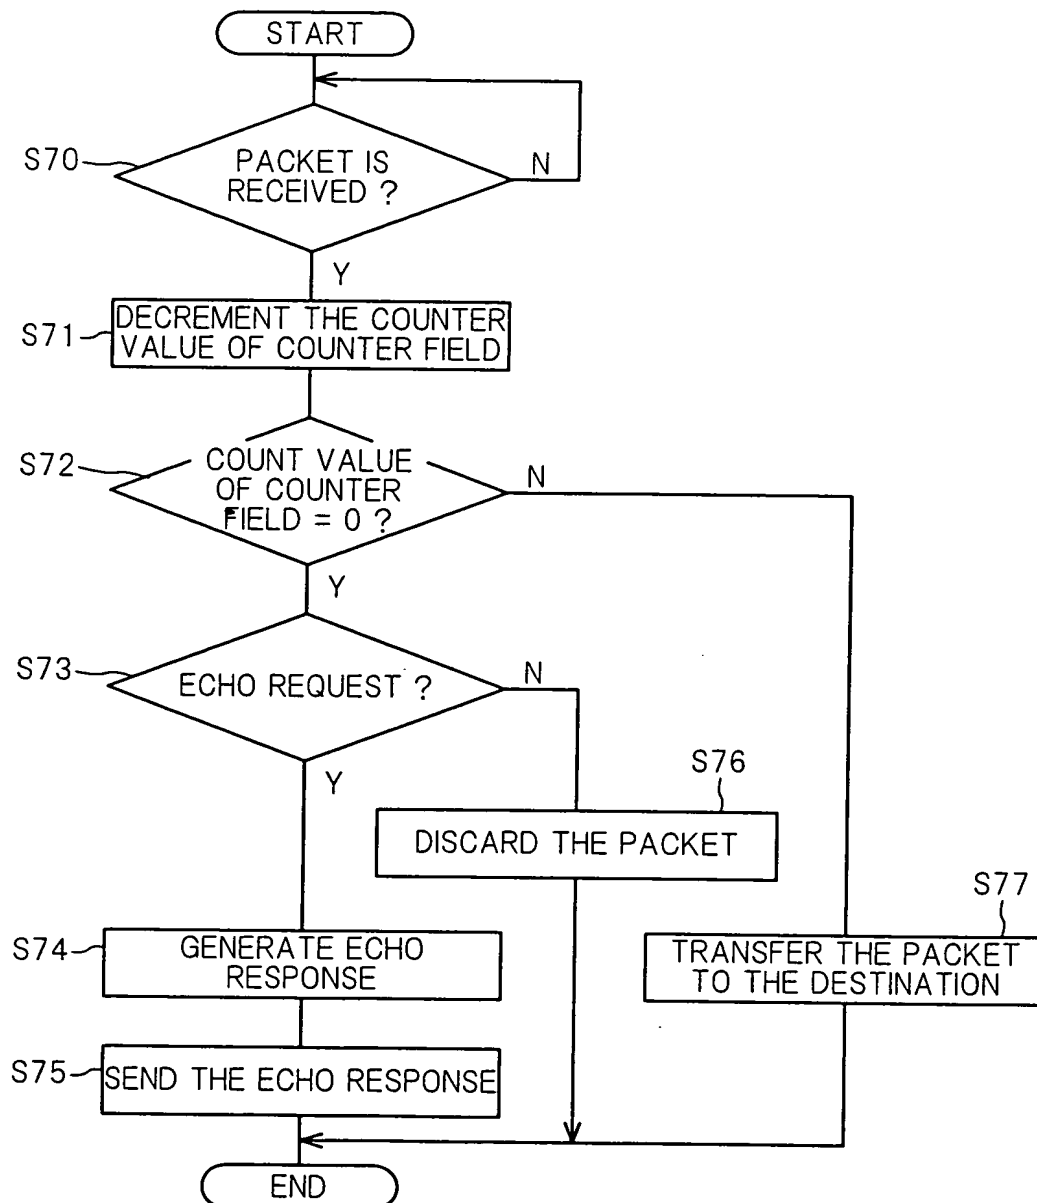 START
S70
PACKET IS
RECEIVED ?
N
Y
S71
DECREMENT THE COUNTER
VALUE OF COUNTER FIELD
S72
COUNT VALUE
OF COUNTER
FIELD = 0 ?
N
Y
S73
ECHO REQUEST ?
N
Y
S76
DISCARD THE PACKET
S77
TRANSFER THE PACKET
TO THE DESTINATION
S74
GENERATE ECHO
RESPONSE
S75
SEND THE ECHO RESPONSE
END